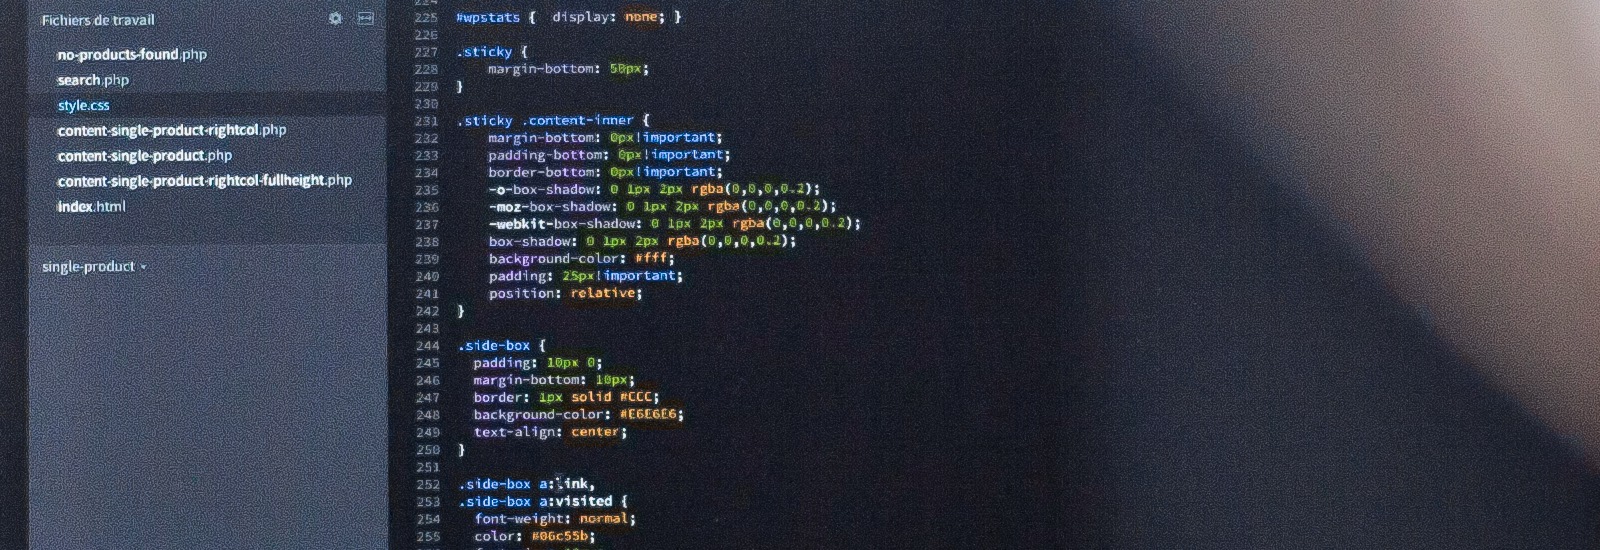 Fichiers de travail
no-products-found.php
search.php
style.css
content-single-product-rightcol.php
content-single-product.php
content-single-product-rightcol-fullheight.php
index.html
single-product
225 #wpstats { display: none; }
226
227 .sticky {
228 margin-bottom: 50px;
229 }
230
231 .sticky .content-inner {
232 margin-bottom: 0px!important;
233 padding-bottom: 0px!important;
234 border-bottom: 0px!important;
235 -o-box-shadow: 0 1px 2px rgba(0,0,0,0.2);
236 -moz-box-shadow: 0 1px 2px rgba(0,0,0,0.2);
237 -webkit-box-shadow: 0 1px 2px rgba(0,0,0,0.2);
238 box-shadow: 0 1px 2px rgba(0,0,0,0.2);
239 background-color: #fff;
240 padding: 25px!important;
241 position: relative;
242 }
243
244 .side-box {
245 padding: 10px 0;
246 margin-bottom: 10px;
247 border: 1px solid #CCC;
248 background-color: #E6E6E6;
249 text-align: center;
250 }
251
252 .side-box a:link,
253 .side-box a:visited {
254 font-weight: normal;
255 color: #06c55b;